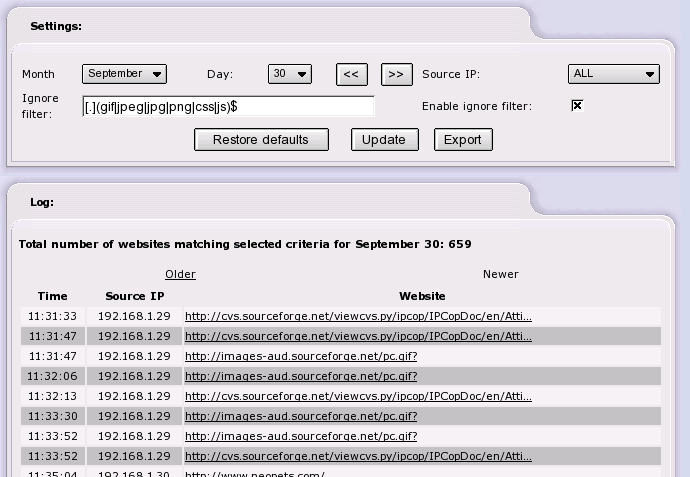 Settings:
Month September Day: 30 << >> Source IP: ALL
Ignore filter: [.](gif|jpeg|jpg|png|css|js)$ Enable ignore filter:
Restore defaults Update Export
Log:
Total number of websites matching selected criteria for September 30: 659
Older Newer
Time Source IP Website
11:31:33 192.168.1.29 http://cvs.sourceforge.net/viewcvs.py/ipcop/IPCopDoc/en/Atti...
11:31:47 192.168.1.29 http://cvs.sourceforge.net/viewcvs.py/ipcop/IPCopDoc/en/Atti...
11:31:47 192.168.1.29 http://images-aud.sourceforge.net/pc.gif?
11:32:06 192.168.1.29 http://images-aud.sourceforge.net/pc.gif?
11:32:13 192.168.1.29 http://cvs.sourceforge.net/viewcvs.py/ipcop/IPCopDoc/en/Atti...
11:33:30 192.168.1.29 http://images-aud.sourceforge.net/pc.gif?
11:33:52 192.168.1.29 http://images-aud.sourceforge.net/pc.gif?
11:33:52 192.168.1.29 http://cvs.sourceforge.net/viewcvs.py/ipcop/IPCopDoc/en/Atti...
11:35:04 192.168.1.30 http://www.neopets.com/